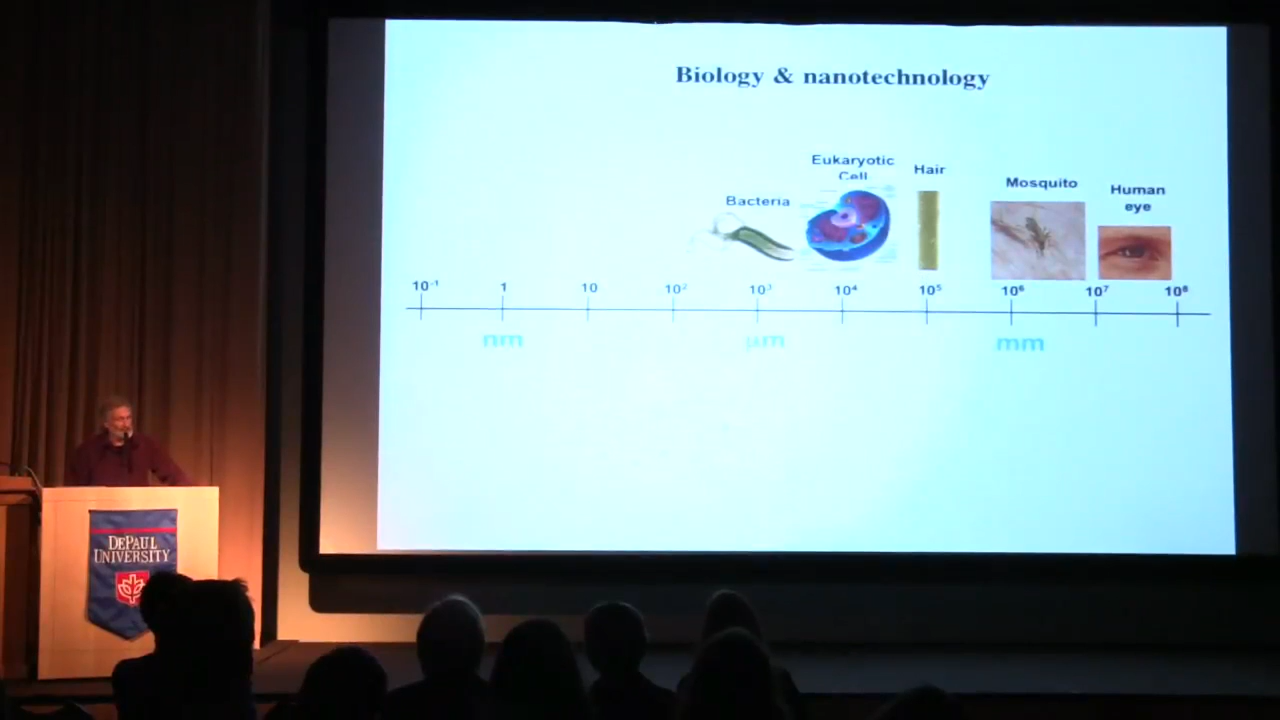 Biology & nanotechnology
Eukaryotic
Cell
Hair
Bacteria
Mosquito
Human
eye
10⁻¹ 1 10 10² 10³ 10⁴ 10⁵ 10⁶ 10⁷ 10⁸
nm μm mm
DEPAUL
UNIVERSITY